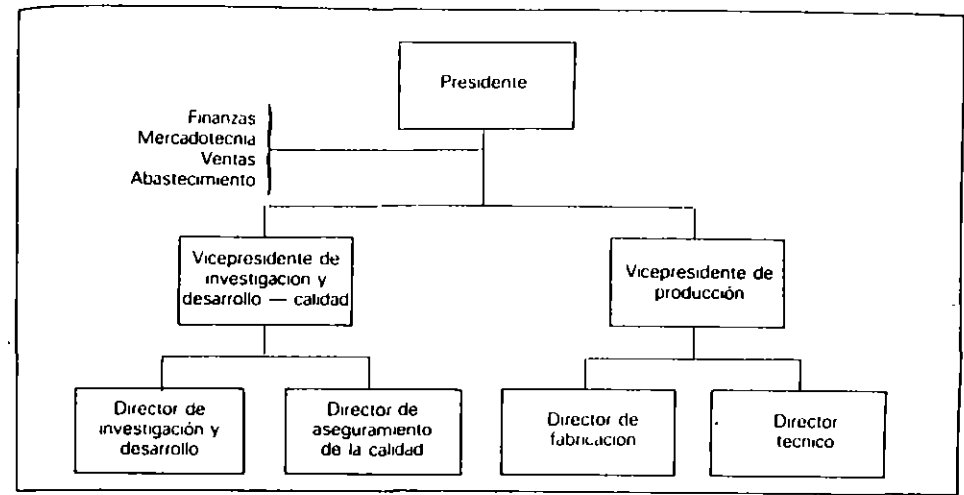 Presidente
Finanzas
Mercadotecnia
Ventas
Abastecimiento
Vicepresidente de
investigación y
desarrollo — calidad
Vicepresidente de
producción
Director de
investigación y
desarrollo
Director de
aseguramiento
de la calidad
Director de
fabricacion
Director
tecnico